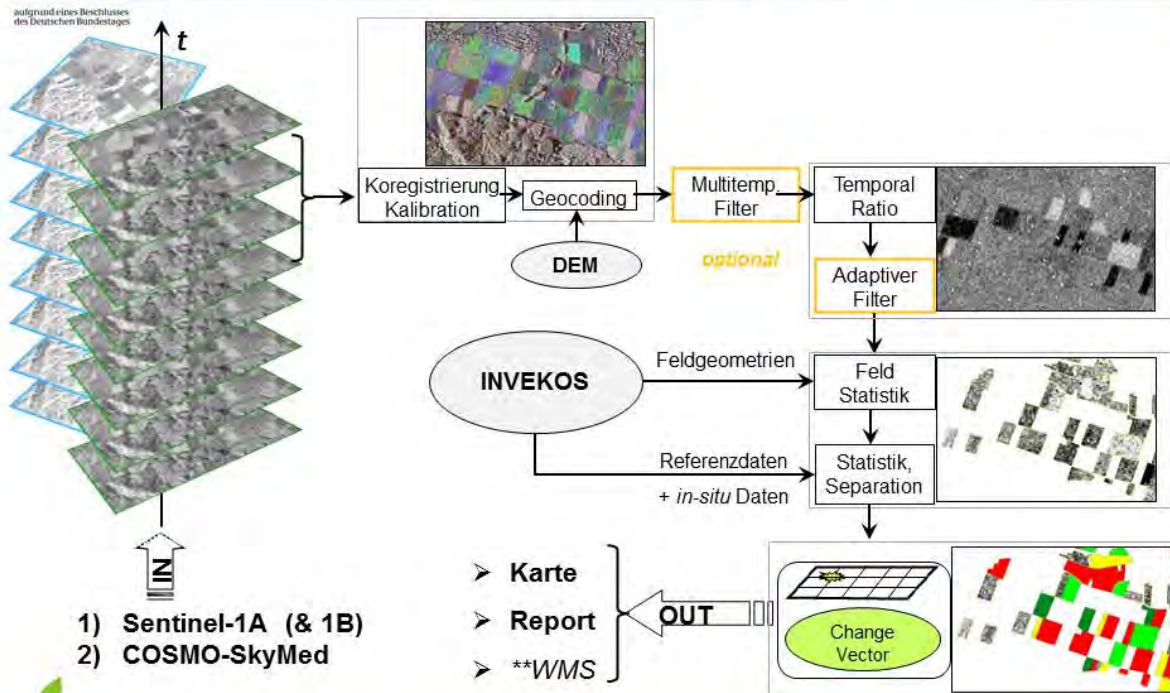 aufgrund eines Beschlusses
des Deutschen Bundestages
t
Koregistrierung
Kalibration
Geocoding
DEM
Multitemp.
Filter
optional
Temporal
Ratio
Adaptiver
Filter
INVEKOS
Feldgeometrien
Feld
Statistik
Referenzdaten
+ in-situ Daten
Statistik,
Separation
IN
1) Sentinel-1A (& 1B)
2) COSMO-SkyMed
➢ Karte
➢ Report
➢ **WMS
OUT
Change
Vector